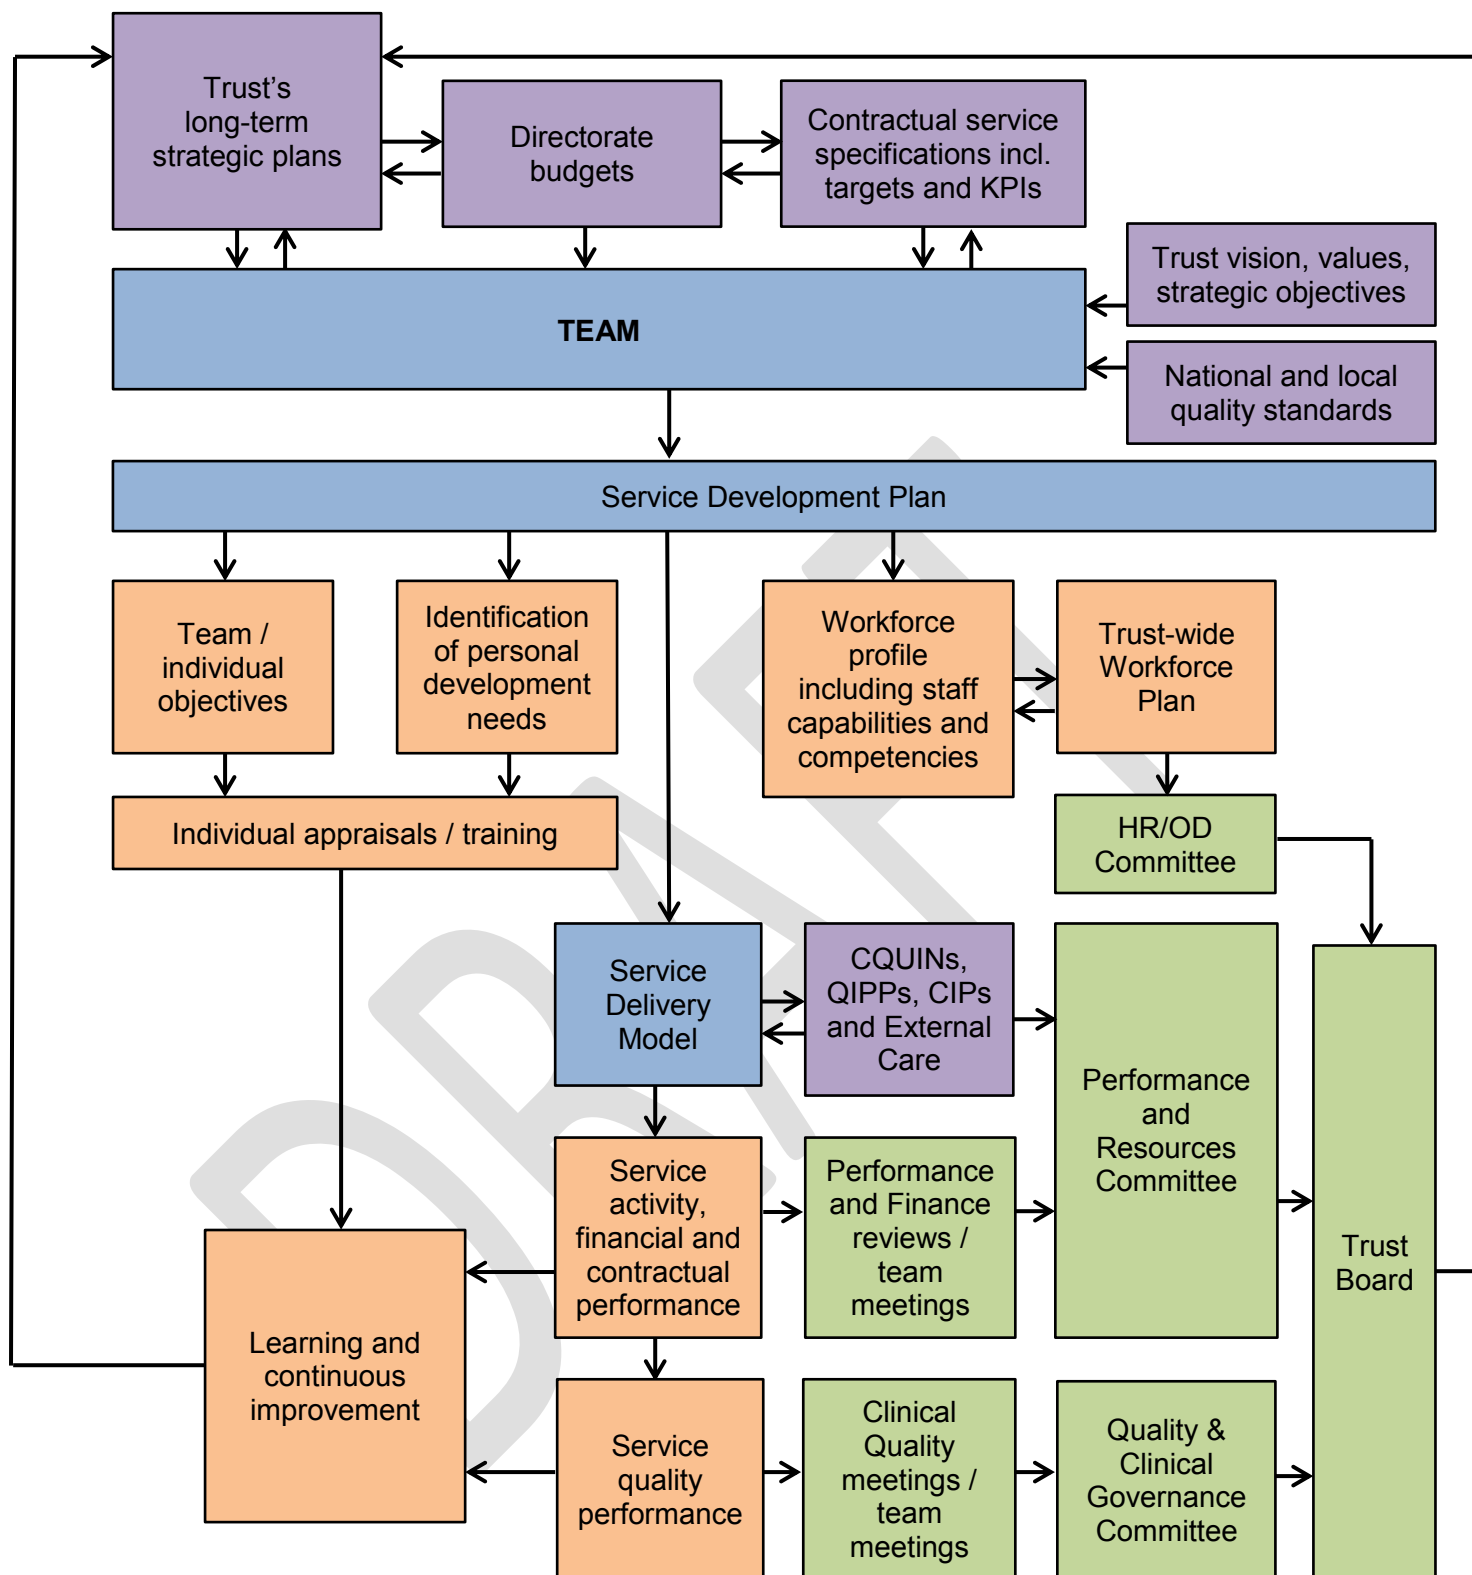 Trust’s
long-term
strategic plans
Directorate
budgets
Contractual service
specifications incl.
targets and KPIs
Trust vision, values,
strategic objectives
TEAM
National and local
quality standards
Service Development Plan
Team /
individual
objectives
Identification
of personal
development
needs
Workforce
profile
including staff
capabilities and
competencies
Trust-wide
Workforce
Plan
Individual appraisals / training
HR/OD
Committee
Service
Delivery
Model
CQUINs,
QIPPs, CIPs
and External
Care
Performance
and
Resources
Committee
Service
activity,
financial and
contractual
performance
Performance
and Finance
reviews /
team
meetings
Trust
Board
Learning and
continuous
improvement
Service
quality
performance
Clinical
Quality
meetings /
team
meetings
Quality &
Clinical
Governance
Committee
DRAFT